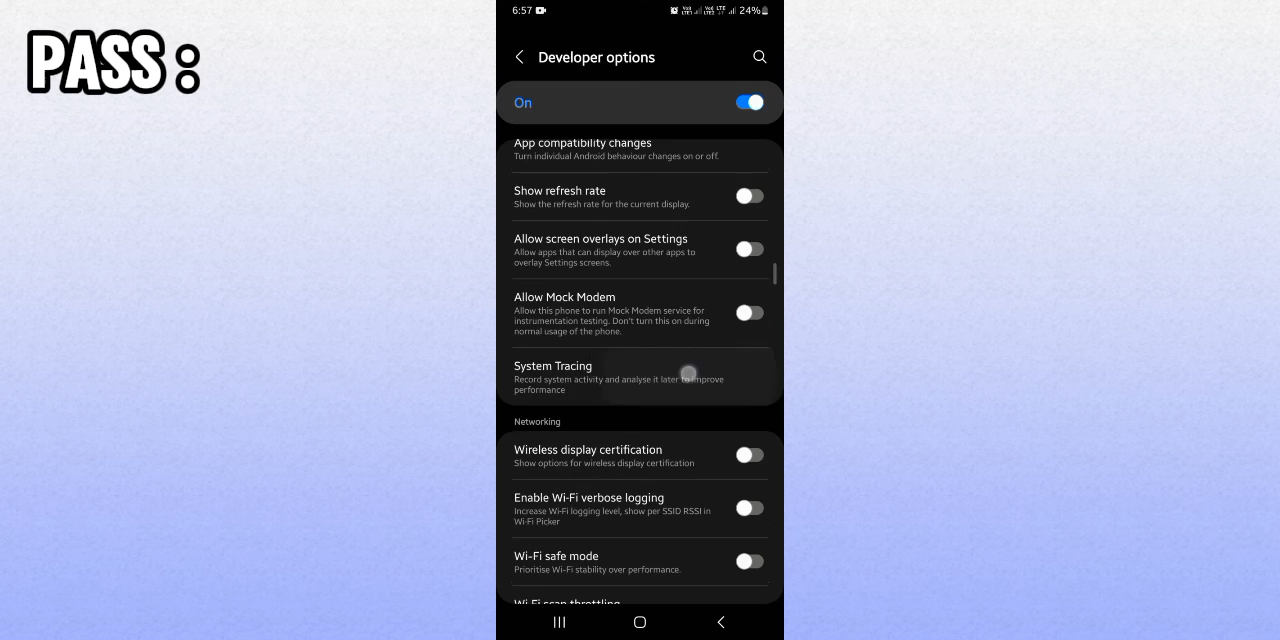 PASS:
6:57
24%
Developer options
On
App compatibility changes
Turn individual Android behaviour changes on or off.
Show refresh rate
Show the refresh rate for the current display.
Allow screen overlays on Settings
Allow apps that can display over other apps to
overlay Settings screens.
Allow Mock Modem
Allow this phone to run Mock Modem service for
instrumentation testing. Don't turn this on during
normal usage of the phone.
System Tracing
Record system activity and analyse it later to improve
performance
Networking
Wireless display certification
Show options for wireless display certification
Enable Wi-Fi verbose logging
Increase Wi-Fi logging level, show per SSID RSSI in
Wi-Fi Picker
Wi-Fi safe mode
Prioritise Wi-Fi stability over performance.
Wi-Fi scan throttling